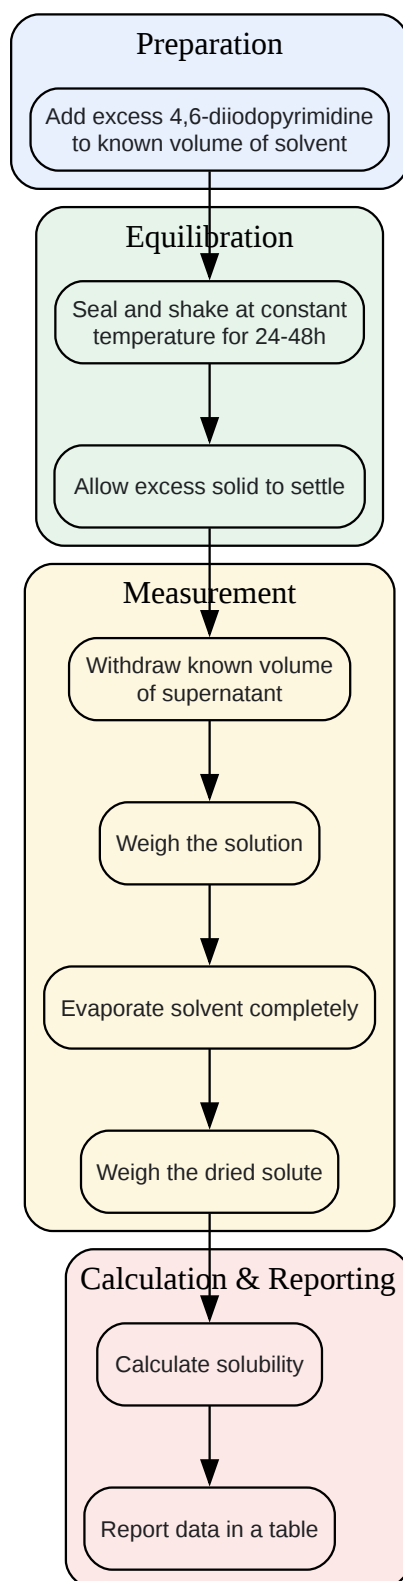 Preparation
Add excess 4,6-diiodopyrimidine
to known volume of solvent
Equilibration
Seal and shake at constant
temperature for 24-48h
Allow excess solid to settle
Measurement
Withdraw known volume
of supernatant
Weigh the solution
Evaporate solvent completely
Weigh the dried solute
Calculation & Reporting
Calculate solubility
Report data in a table